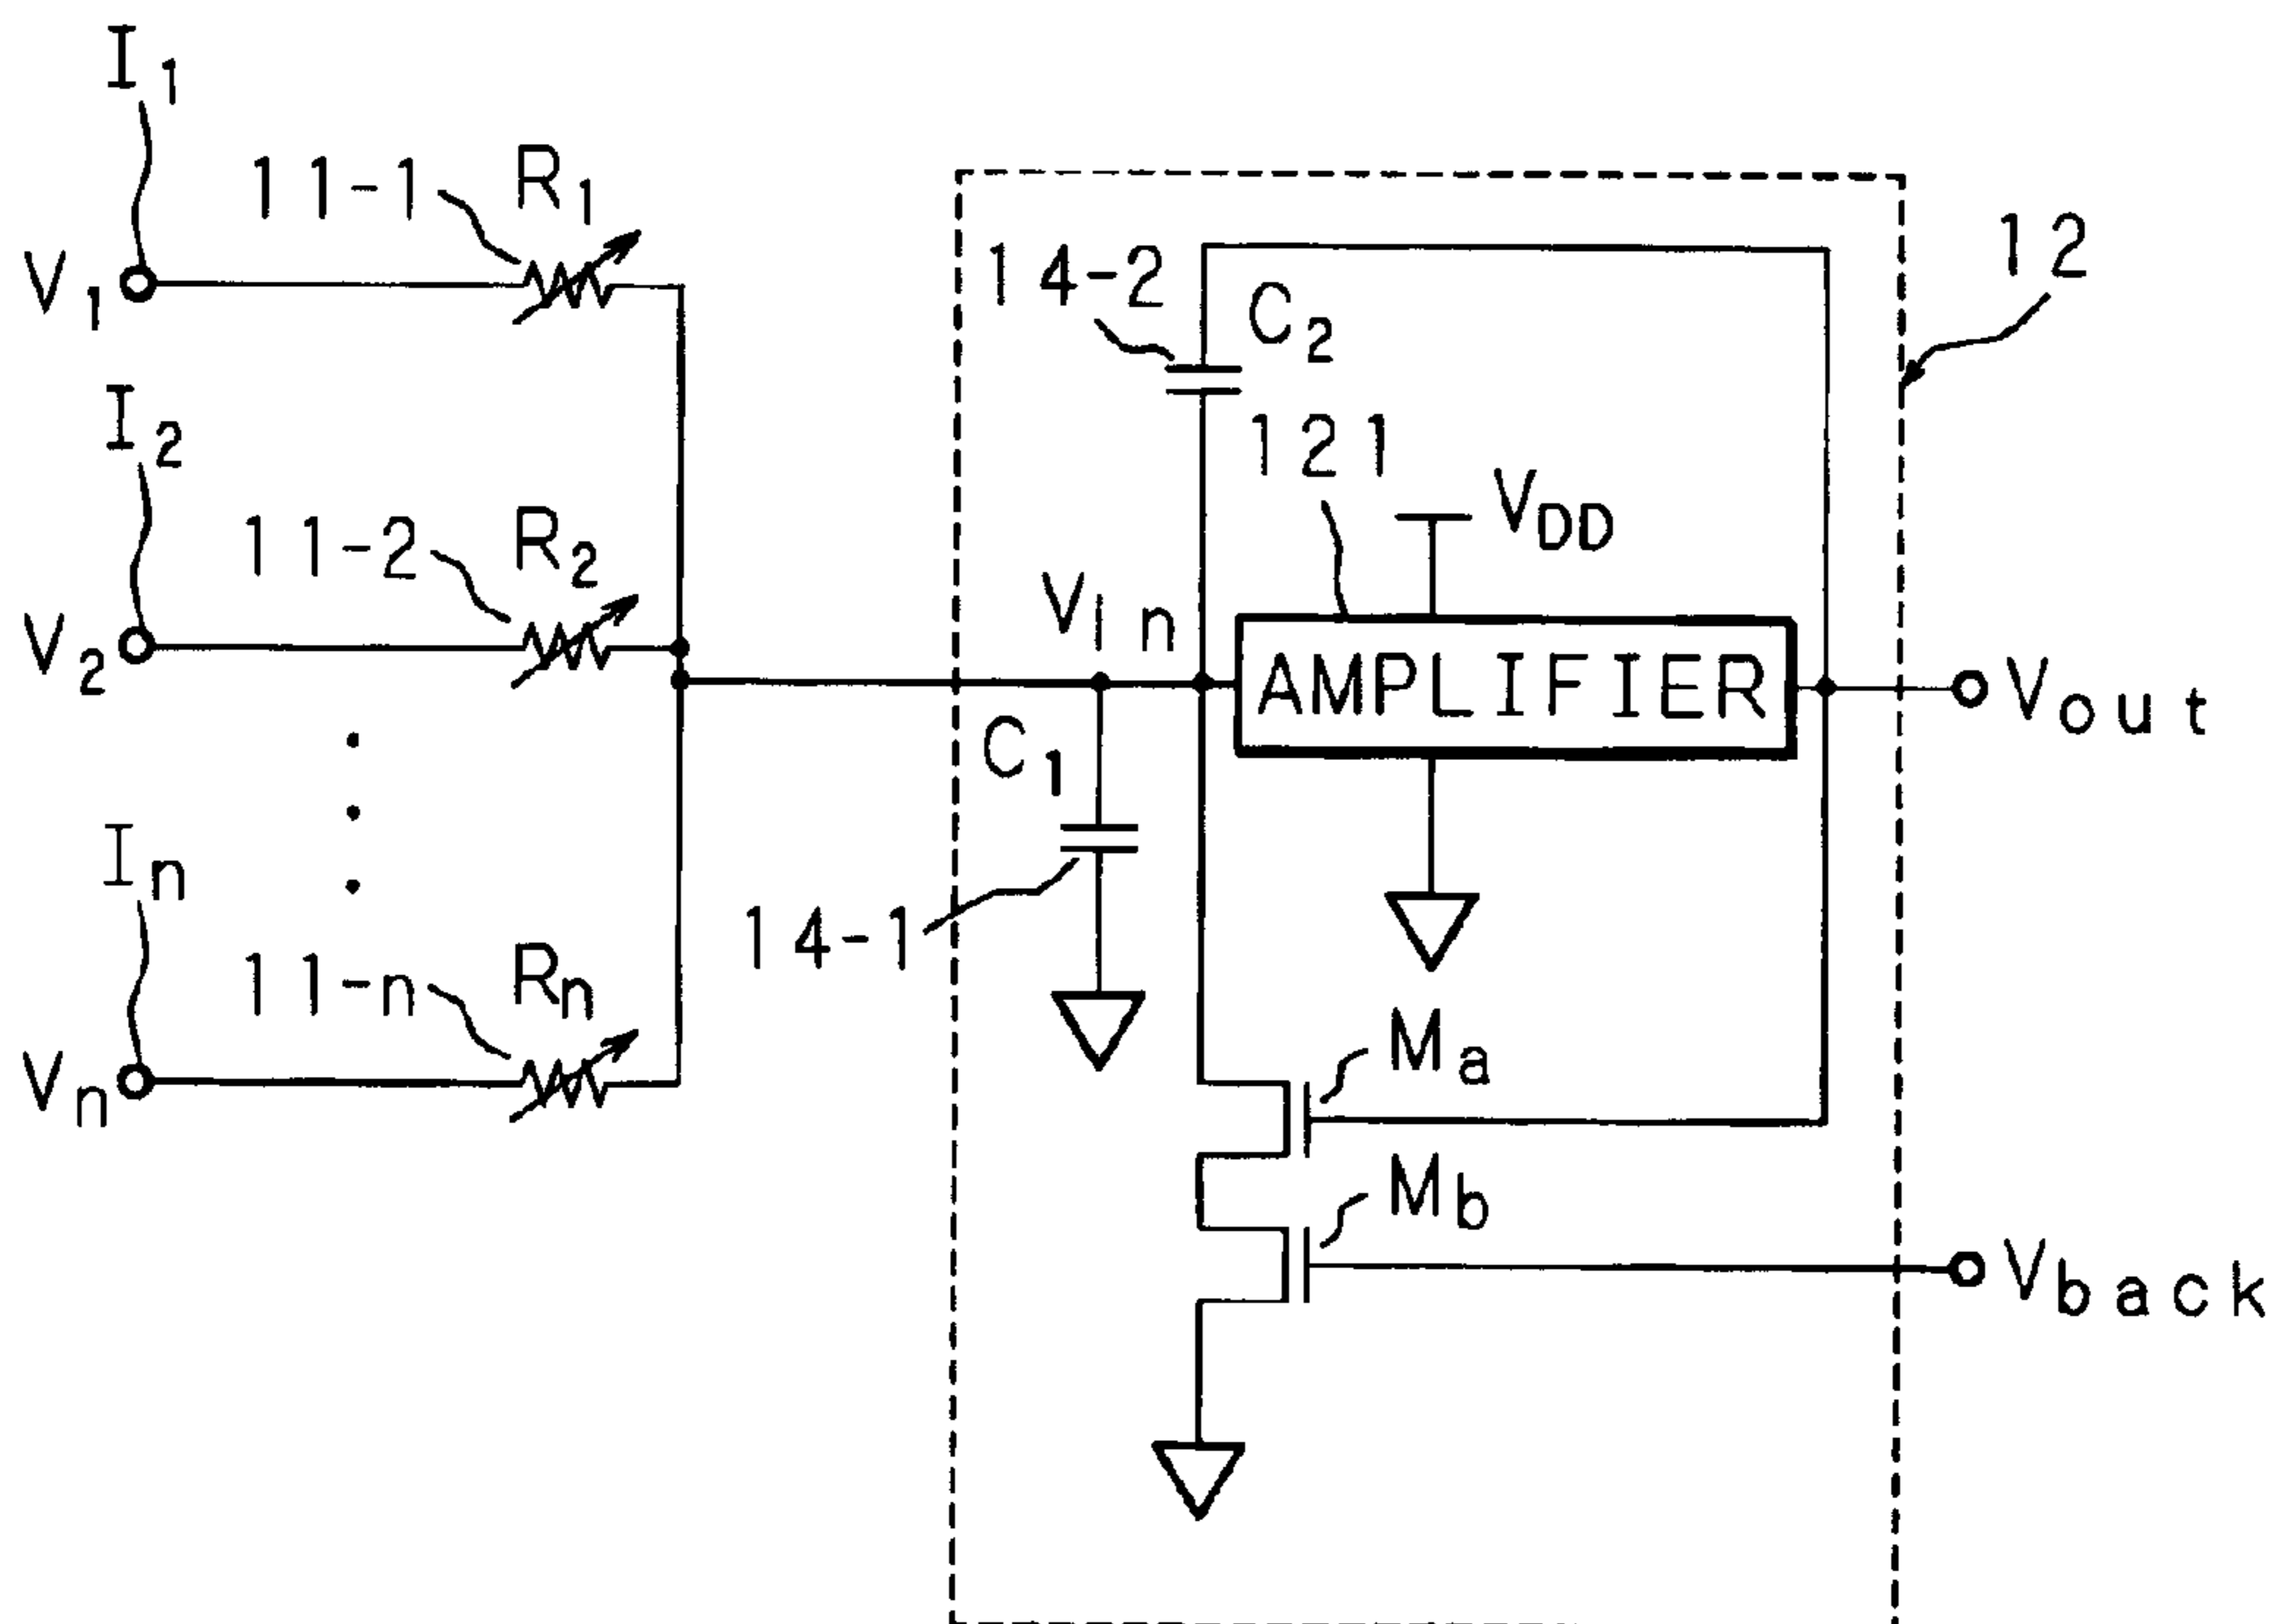 I1
11-1 R1
V1
14-2 C2
12
I2
121
VDD
11-2 R2
V2
VIn
AMPLIFIER
Vout
C1
In
14-1
11-n Rn
Vn
Ma
Mb
Vback